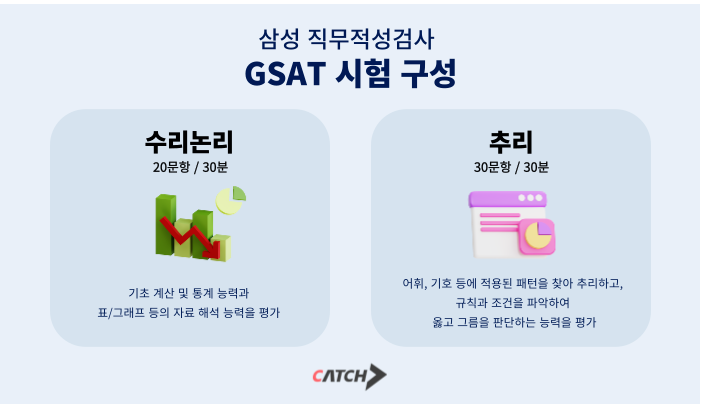 삼성 직무적성검사
GSAT 시험 구성
수리논리
20문항 / 30분
기초 계산 및 통계 능력과
표/그래프 등의 자료 해석 능력을 평가
추리
30문항 / 30분
어휘, 기호 등에 적용된 패턴을 찾아 추리하고,
규칙과 조건을 파악하여
옳고 그름을 판단하는 능력을 평가
CATCH